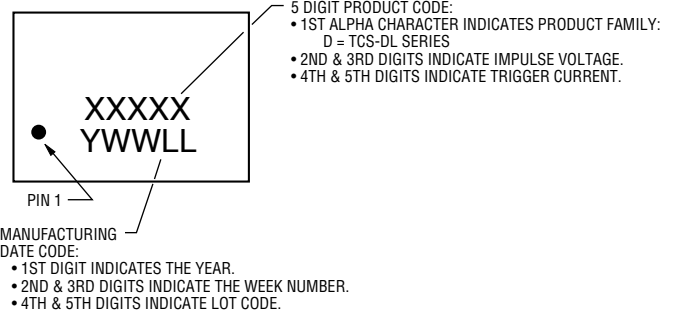 5 DIGIT PRODUCT CODE:
• 1ST ALPHA CHARACTER INDICATES PRODUCT FAMILY:
D = TCS-DL SERIES
• 2ND & 3RD DIGITS INDICATE IMPULSE VOLTAGE.
• 4TH & 5TH DIGITS INDICATE TRIGGER CURRENT.
XXXXX
YWWLL
PIN 1
MANUFACTURING
DATE CODE:
• 1ST DIGIT INDICATES THE YEAR.
• 2ND & 3RD DIGITS INDICATE THE WEEK NUMBER.
• 4TH & 5TH DIGITS INDICATE LOT CODE.